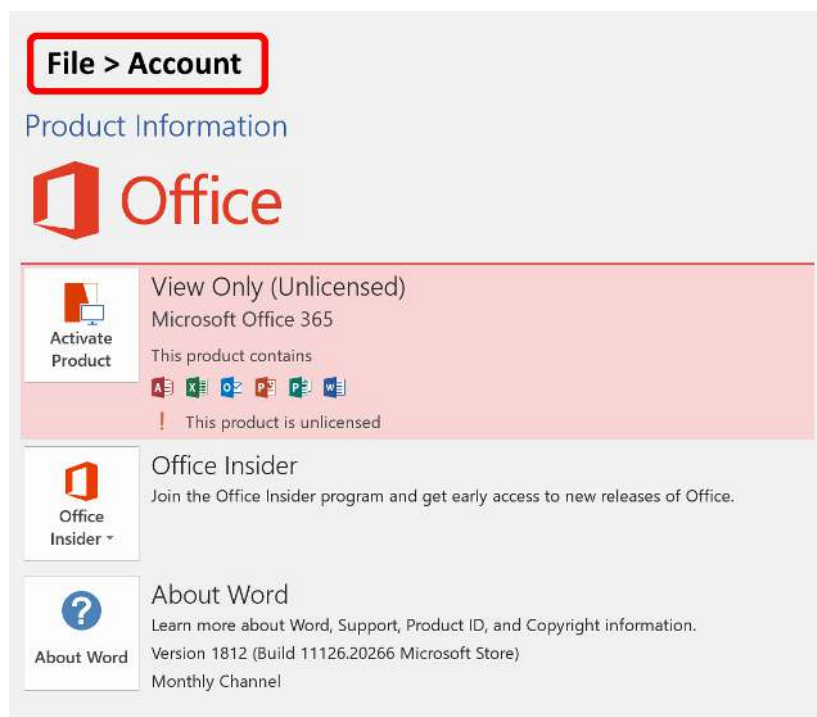 File > Account
Product Information
Office
View Only (Unlicensed)
Microsoft Office 365
Activate
Product
This product contains
! This product is unlicensed
Office Insider
Join the Office Insider program and get early access to new releases of Office.
Office
Insider
About Word
Learn more about Word, Support, Product ID, and Copyright information.
About Word
Version 1812 (Build 11126.20266 Microsoft Store)
Monthly Channel